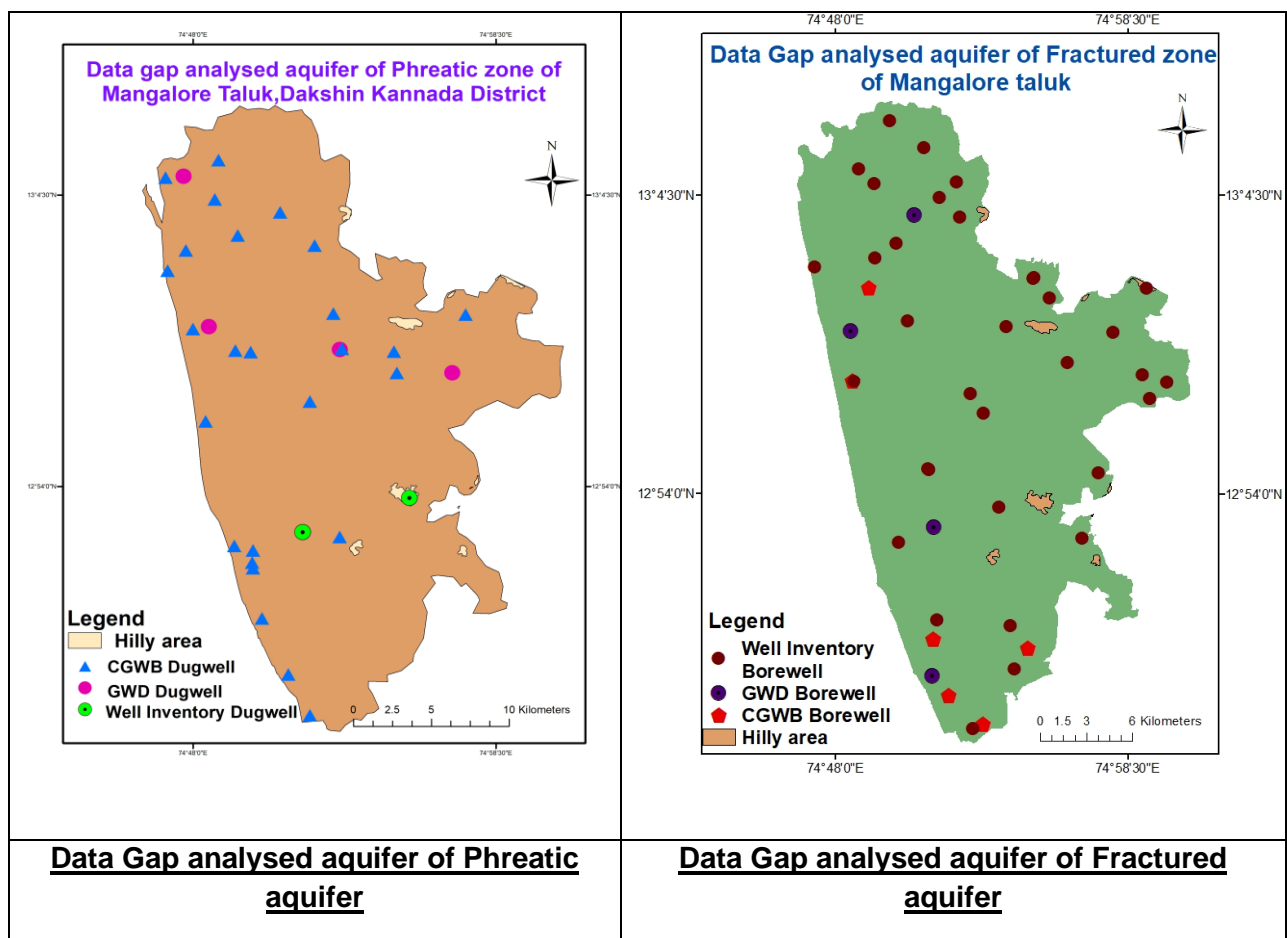 74°48'0"E
74°58'30"E
Data gap analysed aquifer of Phreatic zone of
Mangalore Taluk,Dakshin Kannada District
N
13°4'30"N
13°4'30"N
12°54'0"N
12°54'0"N
Legend
Hilly area
CGWB Dugwell
GWD Dugwell
Well Inventory Dugwell
0 2.5 5 10 Kilometers
74°48'0"E
74°58'30"E
74°48'0"E
74°58'30"E
Data Gap analysed aquifer of Fractured zone
of Mangalore taluk
N
13°4'30"N
13°4'30"N
12°54'0"N
12°54'0"N
Legend
Well Inventory
Borewell
GWD Borewell
CGWB Borewell
Hilly area
0 1.5 3 6 Kilometers
74°48'0"E
74°58'30"E
Data Gap analysed aquifer of Phreatic
aquifer
Data Gap analysed aquifer of Fractured
aquifer